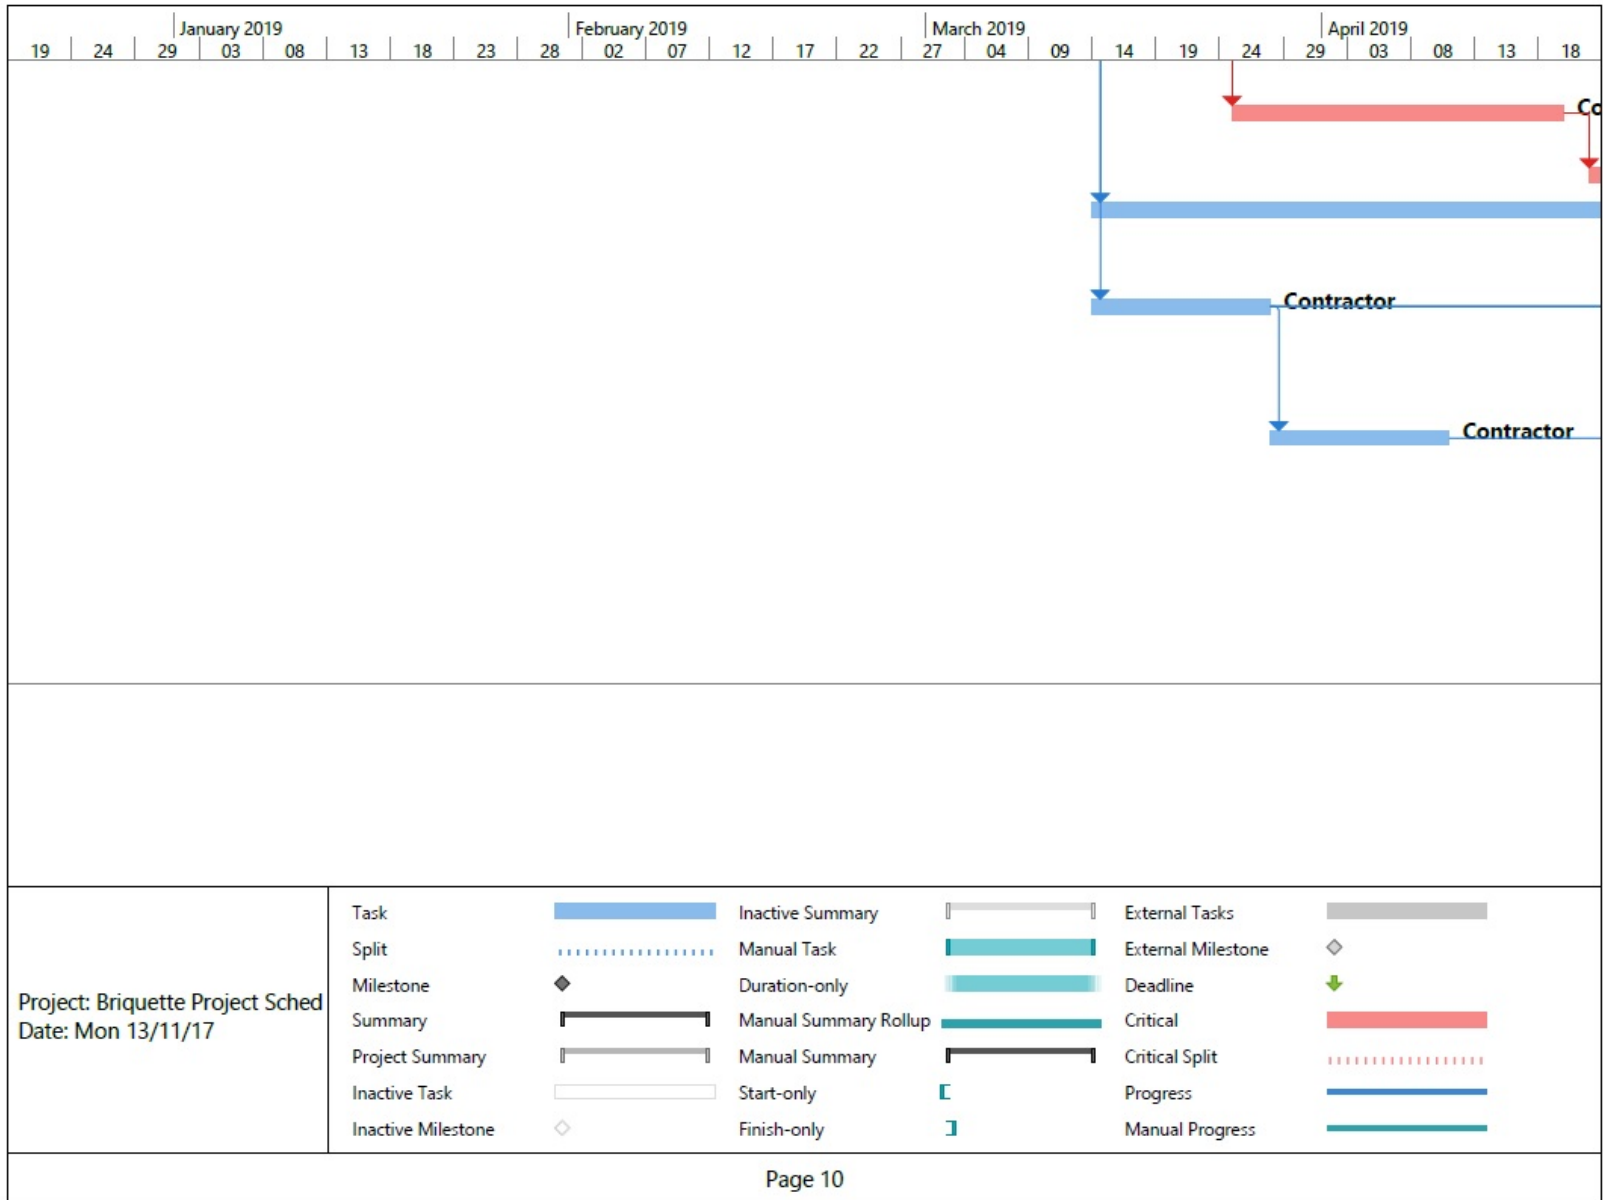 January 2019 February 2019 March 2019 April 2019
19 24 29 03 08 13 18 23 28 02 07 12 17 22 27 04 09 14 19 24 29 03 08 13 18
Co
Contractor
Contractor
Task Inactive Summary External Tasks
Split Manual Task External Milestone
Milestone Duration-only Deadline
Summary Manual Summary Rollup Critical
Project Summary Manual Summary Critical Split
Inactive Task Start-only Progress
Inactive Milestone Finish-only Manual Progress
Project: Briquette Project Sched
Date: Mon 13/11/17
Page 10